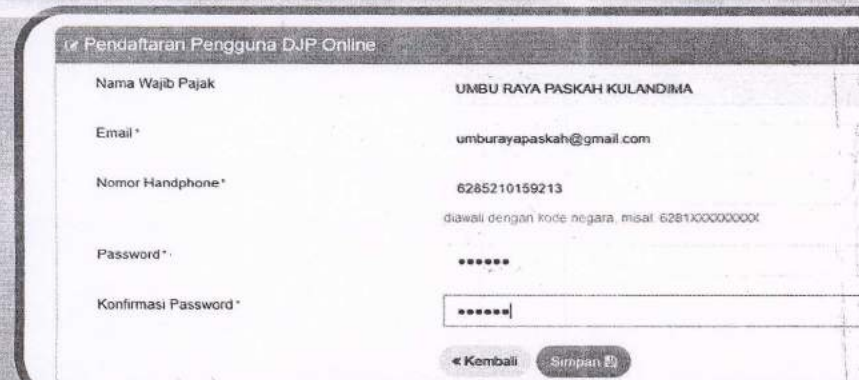 Pendaftaran Pengguna DJP Online
Nama Wajib Pajak UMBU RAYA PASKAH KULANDIMA
Email * umburayapaskah@gmail.com
Nomor Handphone * 6285210159213
diawali dengan kode negara, misal: 6281XXXXXXXXX
Password * ••••••
Konfirmasi Password * ••••••
« Kembali Simpan